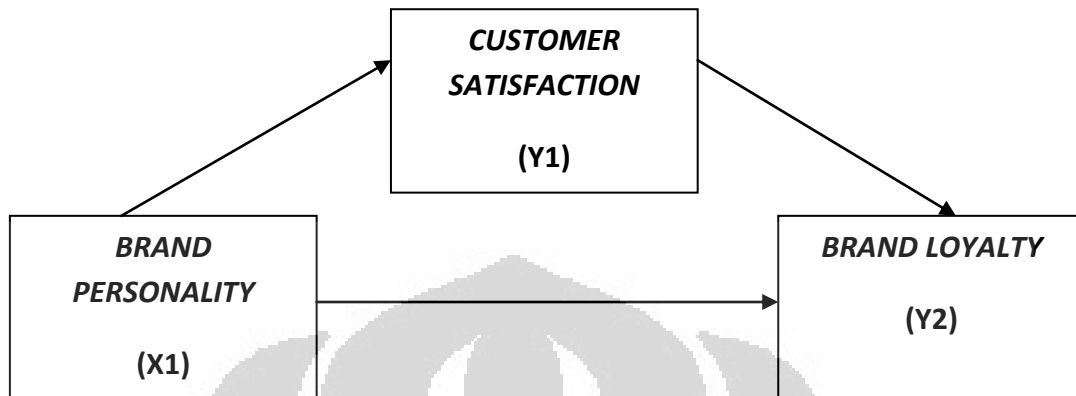 CUSTOMER
SATISFACTION
(Y1)
BRAND
PERSONALITY
(X1)
BRAND LOYALTY
(Y2)